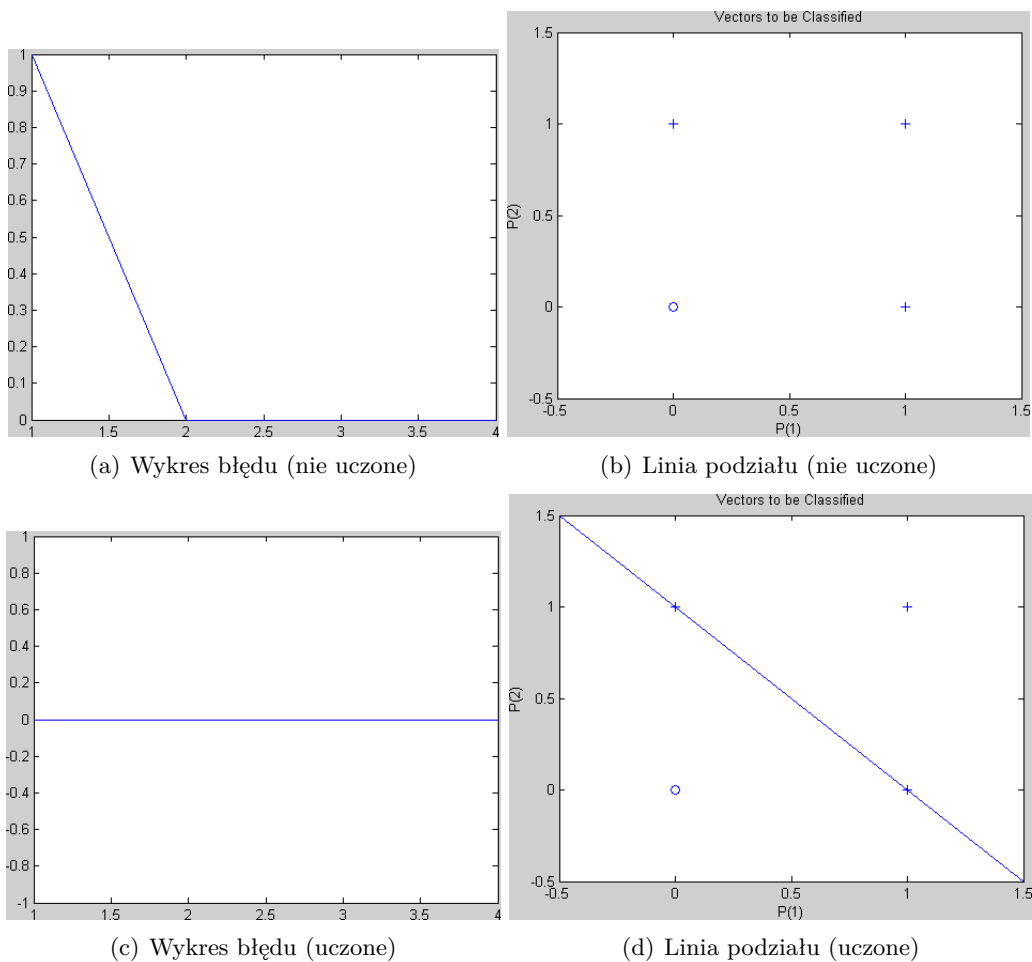 Vectors to be Classified
1
0.9
0.8
0.7
0.6
0.5
0.4
0.3
0.2
0.1
0
1 1.5 2 2.5 3 3.5 4
1.5
1
0.5
0
-0.5
P(2)
-0.5 0 0.5 1 1.5
P(1)
(a) Wykres błędu (nie uczone)
(b) Linia podziału (nie uczone)
Vectors to be Classified
1
0.8
0.6
0.4
0.2
0
-0.2
-0.4
-0.6
-0.8
-1
1 1.5 2 2.5 3 3.5 4
1.5
1
0.5
0
-0.5
P(2)
-0.5 0 0.5 1 1.5
P(1)
(c) Wykres błędu (uczone)
(d) Linia podziału (uczone)